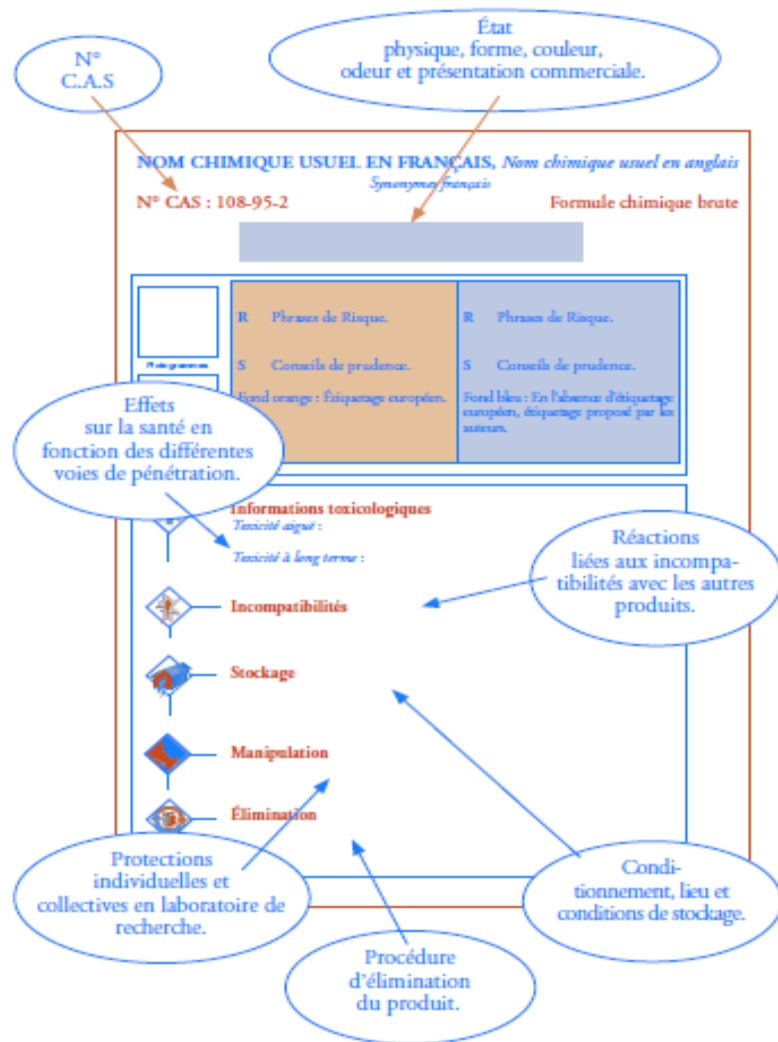 N°
C.A.S
État
physique, forme, couleur,
odeur et présentation commerciale.
NOM CHIMIQUE USUEL EN FRANÇAIS, Nom chimique usuel en anglais
Synonymes français
N° CAS : 108-95-2
Formule chimique brute
Pictogrammes
R Phrases de Risque.
S Conseils de prudence.
Fond orange : Étiquetage européen.
R Phrases de Risque.
S Conseils de prudence.
Fond bleu : En l'absence d'étiquetage
européen, étiquetage proposé par les
auteurs.
Effets
sur la santé en
fonction des différentes
voies de pénétration.
Informations toxicologiques
Toxicité aiguë :
Toxicité à long terme :
Réactions
liées aux incompa-
tibilités avec les autres
produits.
Incompatibilités
Stockage
Manipulation
Élimination
Protections
individuelles et
collectives en laboratoire de
recherche.
Condi-
tionnement, lieu et
conditions de stockage.
Procédure
d'élimination
du produit.